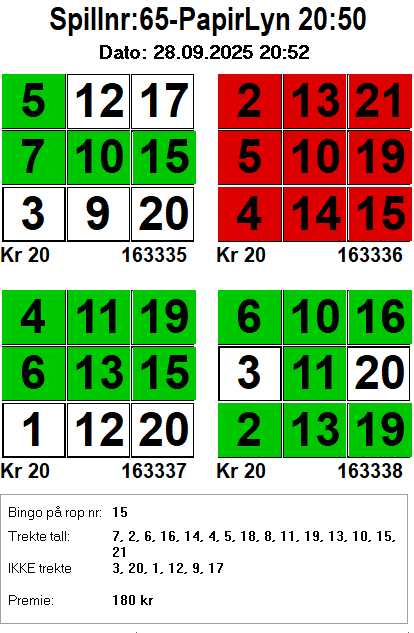 Spillnr:65-PapirLyn 20:50
Dato: 28.09.2025 20:52
5 12 17
7 10 15
3 9 20
Kr 20 163335
2 13 21
5 10 19
4 14 15
Kr 20 163336
4 11 19
6 13 15
1 12 20
Kr 20 163337
6 10 16
3 11 20
2 13 19
Kr 20 163338
Bingo på rop nr: 15
Trekte tall: 7, 2, 6, 16, 14, 4, 5, 18, 8, 11, 19, 13, 10, 15,
21
IKKE trekte 3, 20, 1, 12, 9, 17
Premie: 180 kr